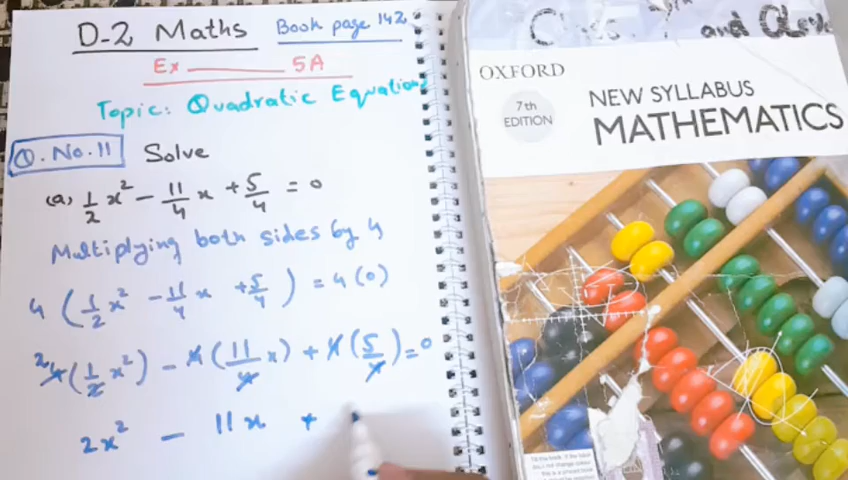 D-2 Maths Book page 142
Ex 5A
Topic: Quadratic Equations
Q.No.11 Solve
(a) 1/2 x² - 11/4 x + 5/4 = 0
Multiplying both sides by 4
4 ( 1/2 x² - 11/4 x + 5/4 ) = 4 (0)
2 4 ( 1/2 x² ) - 4 ( 11/4 x ) + 4 ( 5/4 ) = 0
2x² - 11x +
and
OXFORD
7th
EDITION
NEW SYLLABUS
MATHEMATICS